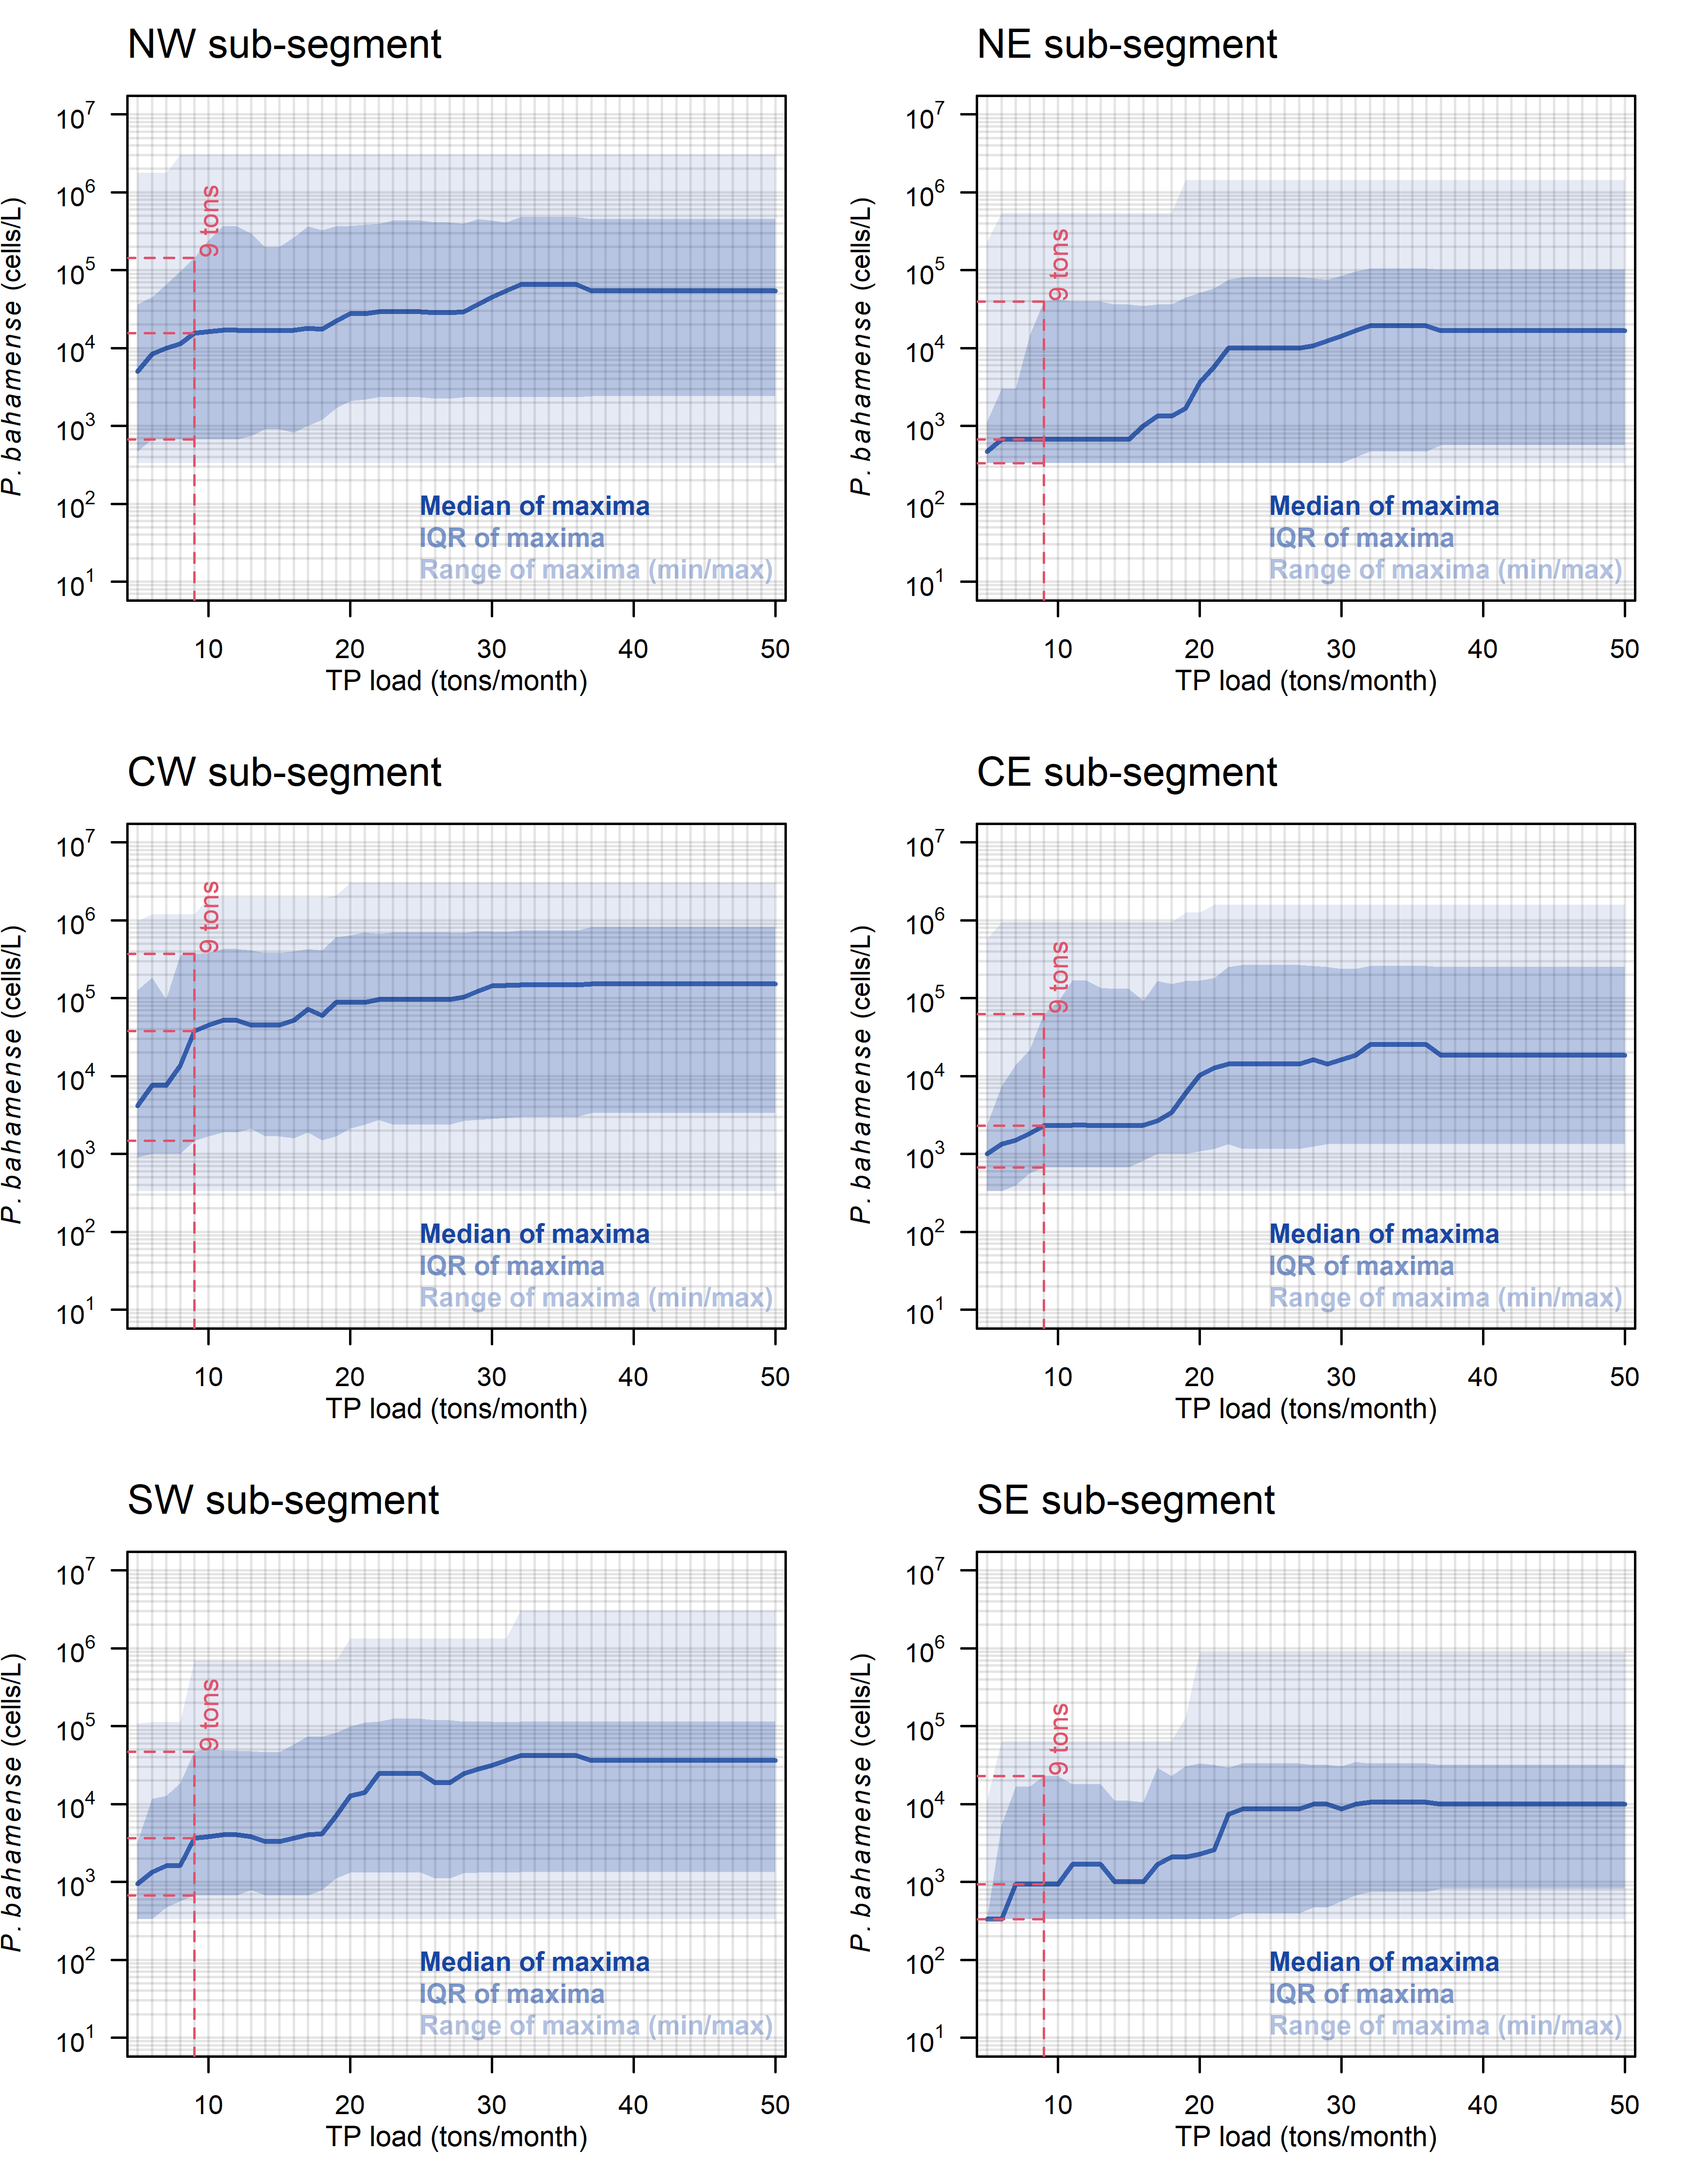 NW sub-segment
P. bahamense (cells/L)
10^7
10^6
10^5
10^4
10^3
10^2
10^1
9 tons
Median of maxima
IQR of maxima
Range of maxima (min/max)
10 20 30 40 50
TP load (tons/month)
NE sub-segment
P. bahamense (cells/L)
10^7
10^6
10^5
10^4
10^3
10^2
10^1
9 tons
Median of maxima
IQR of maxima
Range of maxima (min/max)
10 20 30 40 50
TP load (tons/month)
CW sub-segment
P. bahamense (cells/L)
10^7
10^6
10^5
10^4
10^3
10^2
10^1
9 tons
Median of maxima
IQR of maxima
Range of maxima (min/max)
10 20 30 40 50
TP load (tons/month)
CE sub-segment
P. bahamense (cells/L)
10^7
10^6
10^5
10^4
10^3
10^2
10^1
9 tons
Median of maxima
IQR of maxima
Range of maxima (min/max)
10 20 30 40 50
TP load (tons/month)
SW sub-segment
P. bahamense (cells/L)
10^7
10^6
10^5
10^4
10^3
10^2
10^1
9 tons
Median of maxima
IQR of maxima
Range of maxima (min/max)
10 20 30 40 50
TP load (tons/month)
SE sub-segment
P. bahamense (cells/L)
10^7
10^6
10^5
10^4
10^3
10^2
10^1
9 tons
Median of maxima
IQR of maxima
Range of maxima (min/max)
10 20 30 40 50
TP load (tons/month)